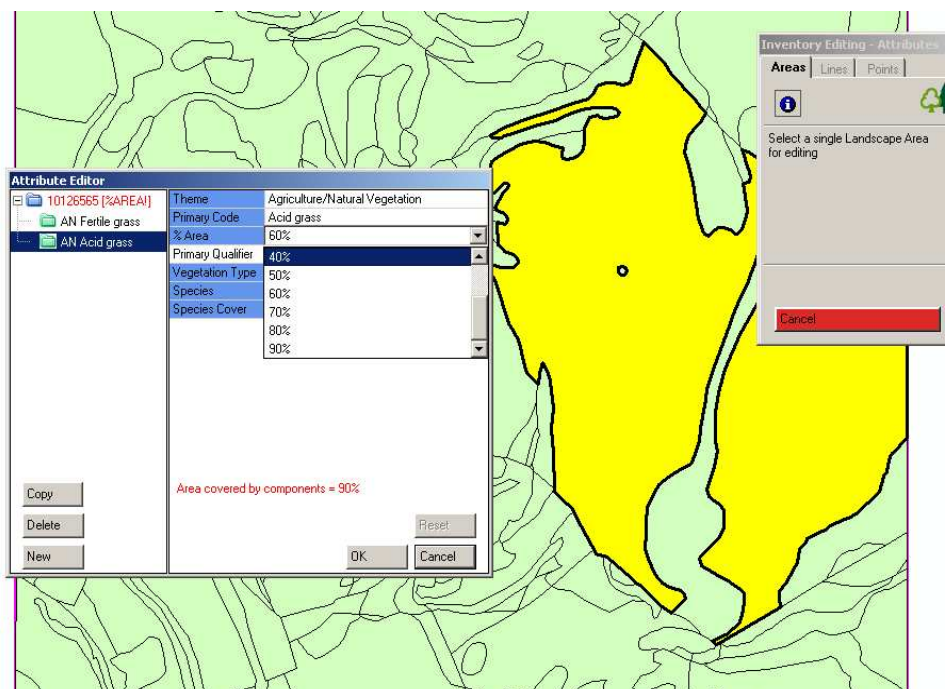 Inventory Editing - Attributes
Areas Lines Points
Select a single Landscape Area
for editing
Cancel
Attribute Editor
10126565 [%AREA!]
AN Fertile grass
AN Acid grass
Theme Agriculture/Natural Vegetation
Primary Code Acid grass
% Area 60%
Primary Qualifier 40%
Vegetation Type 50%
Species 60%
Species Cover 70%
80%
90%
Area covered by components = 90%
Copy
Delete Reset
New OK Cancel